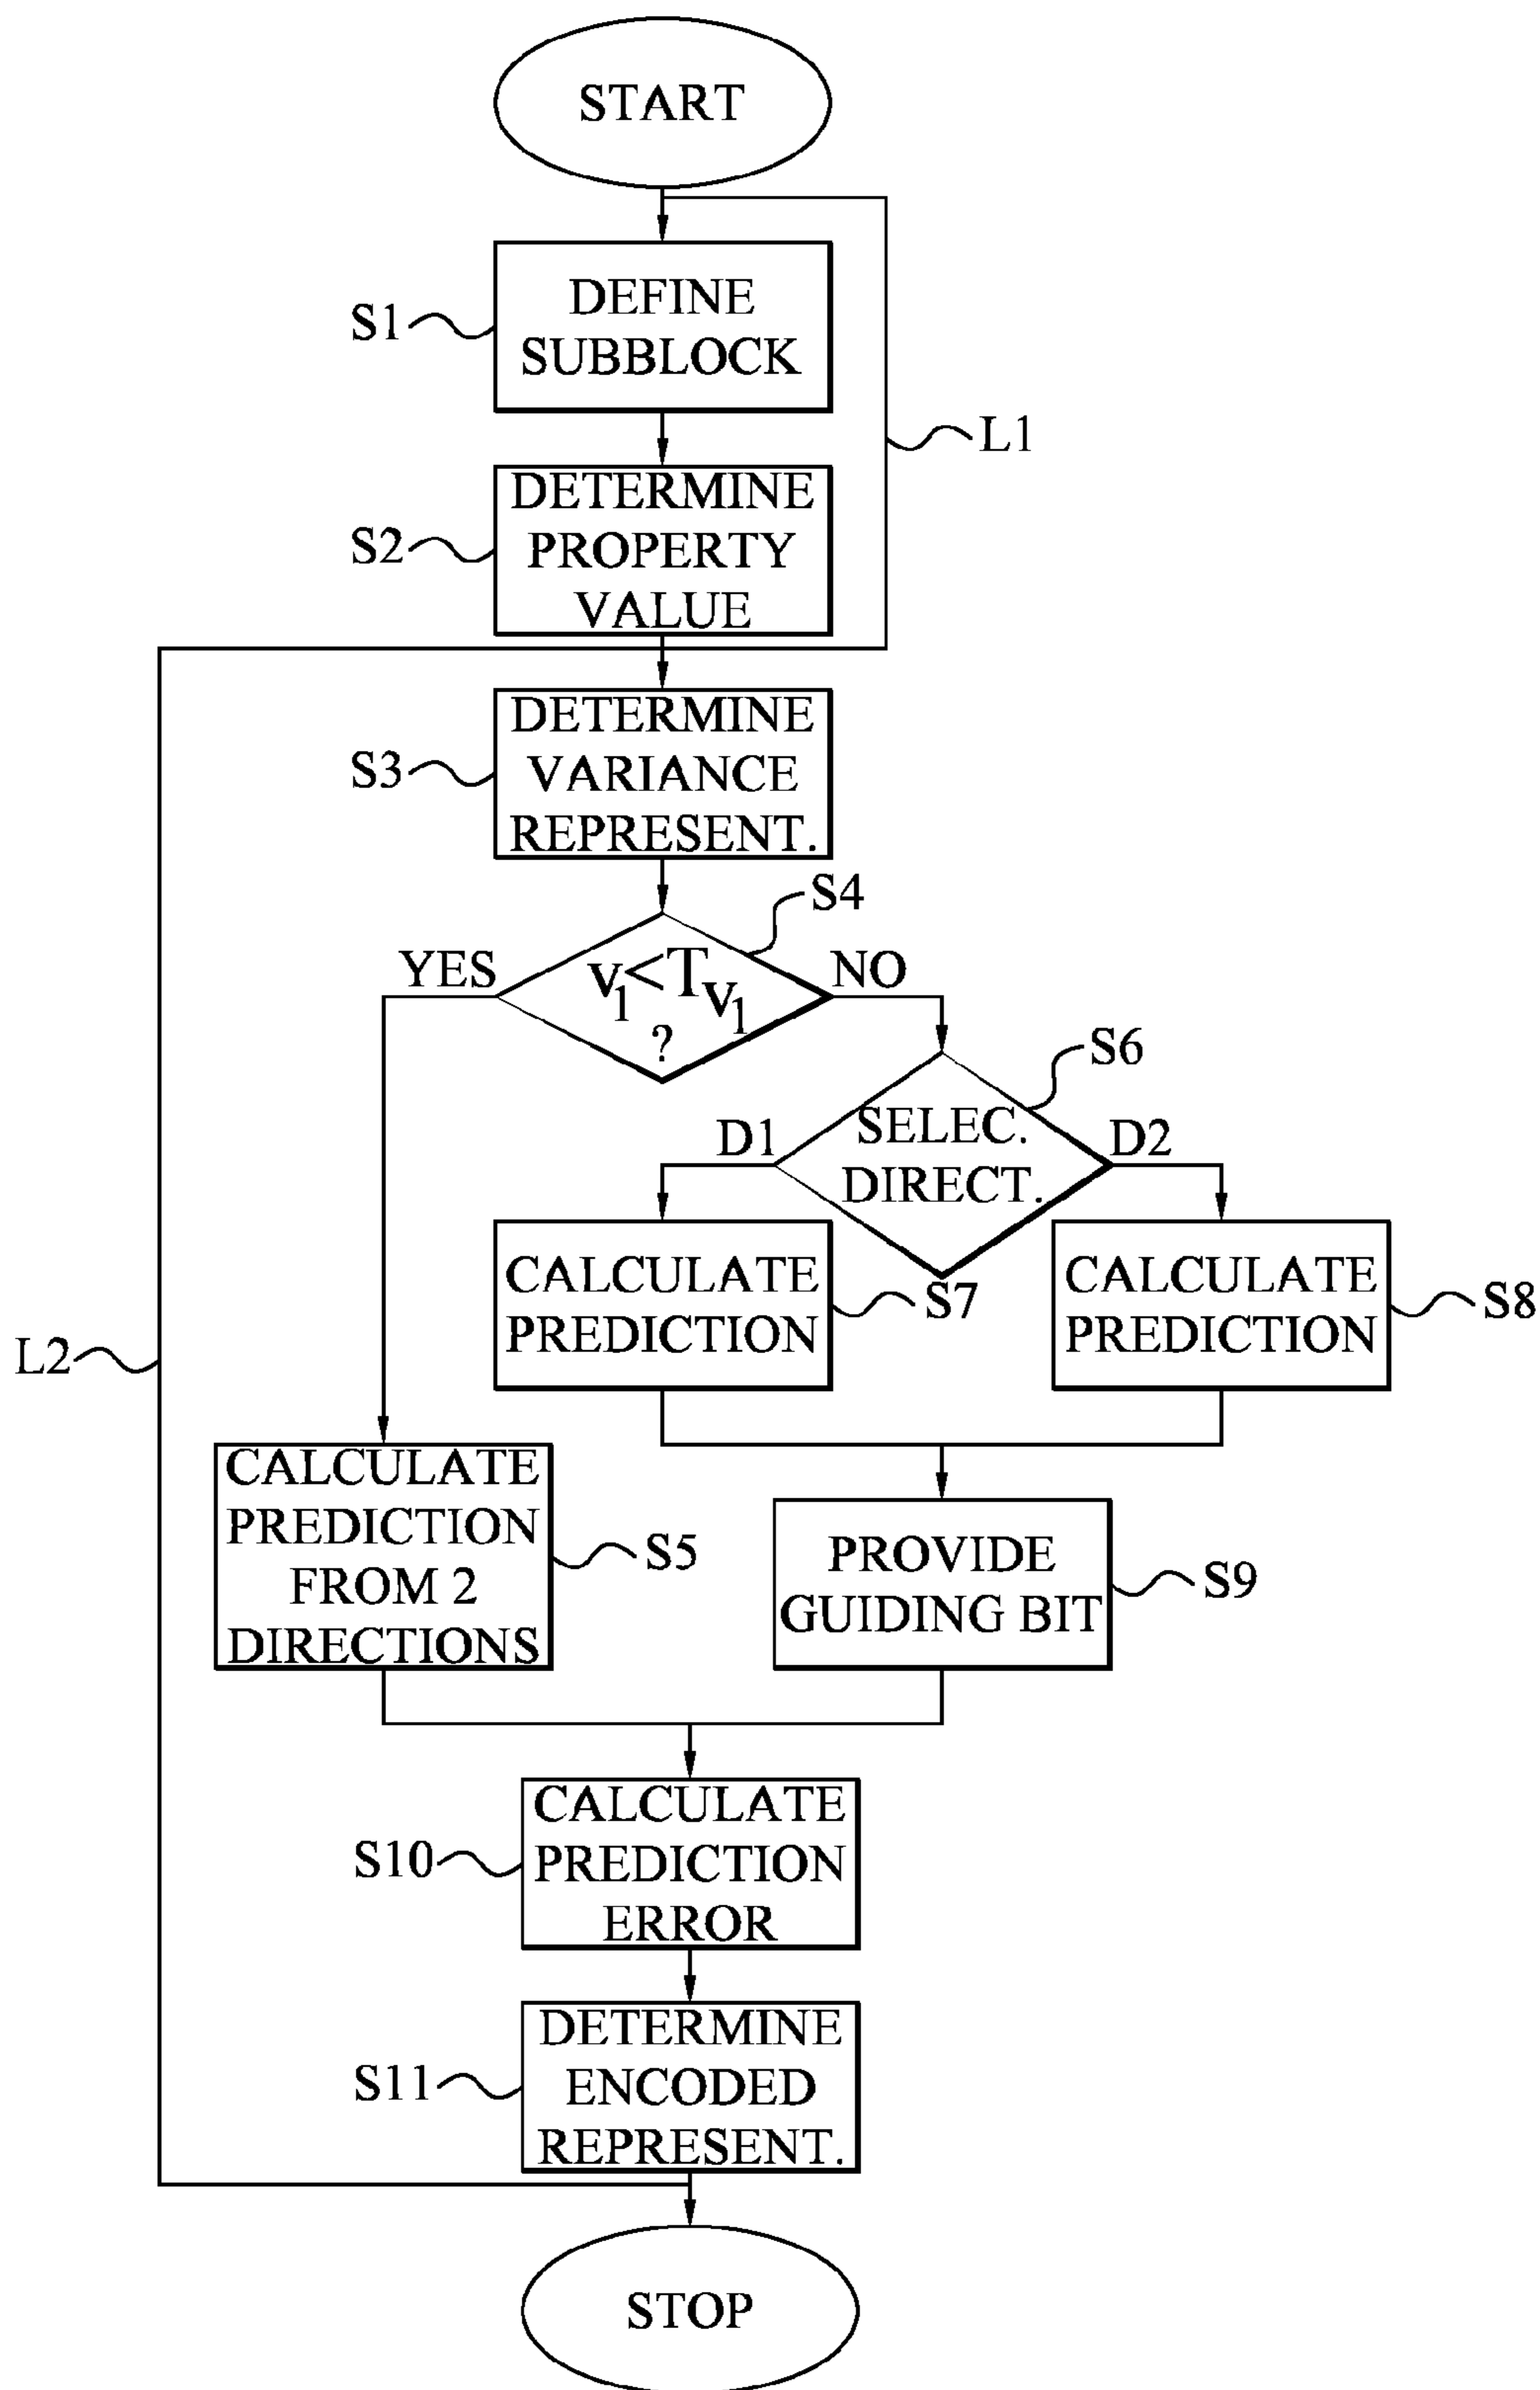 START
S1
DEFINE
SUBBLOCK
L1
S2
DETERMINE
PROPERTY
VALUE
S3
DETERMINE
VARIANCE
REPRESENT.
S4
YES
v1<Tv1
?
NO
S6
D1
SELEC.
DIRECT.
D2
CALCULATE
PREDICTION
S7
CALCULATE
PREDICTION
S8
L2
CALCULATE
PREDICTION
FROM 2
DIRECTIONS
S5
PROVIDE
GUIDING BIT
S9
S10
CALCULATE
PREDICTION
ERROR
S11
DETERMINE
ENCODED
REPRESENT.
STOP